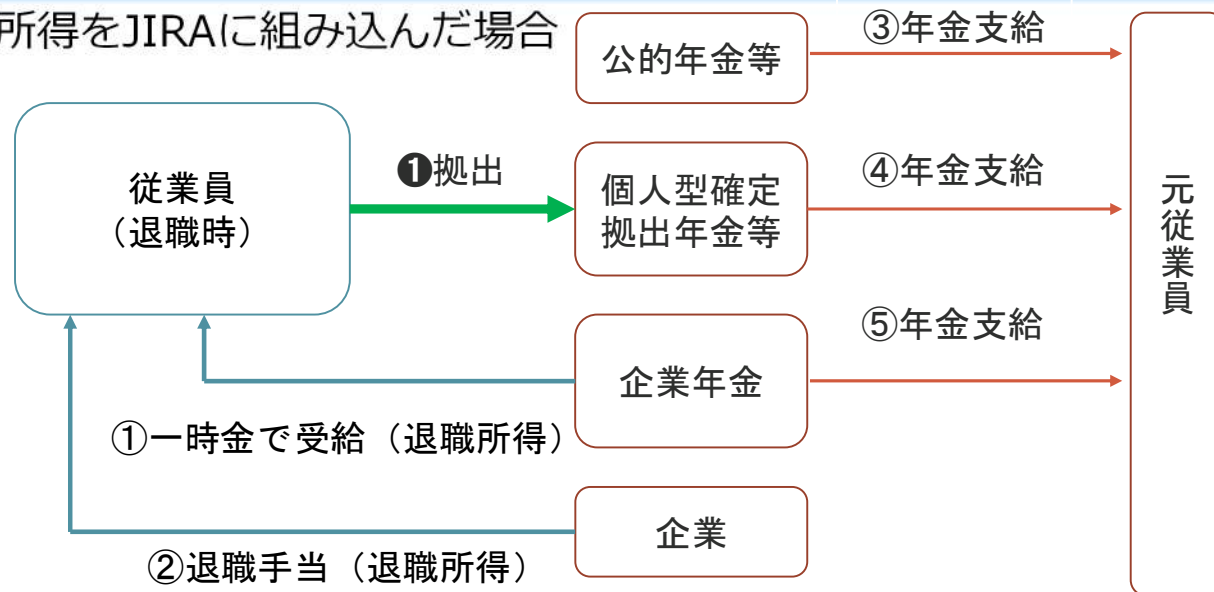 所得をJIRAに組み込んだ場合
公的年金等
③年金支給
従業員
（退職時）
❶拠出
個人型確定
拠出年金等
④年金支給
元従業員
企業年金
⑤年金支給
①一時金で受給（退職所得）
企業
②退職手当（退職所得）